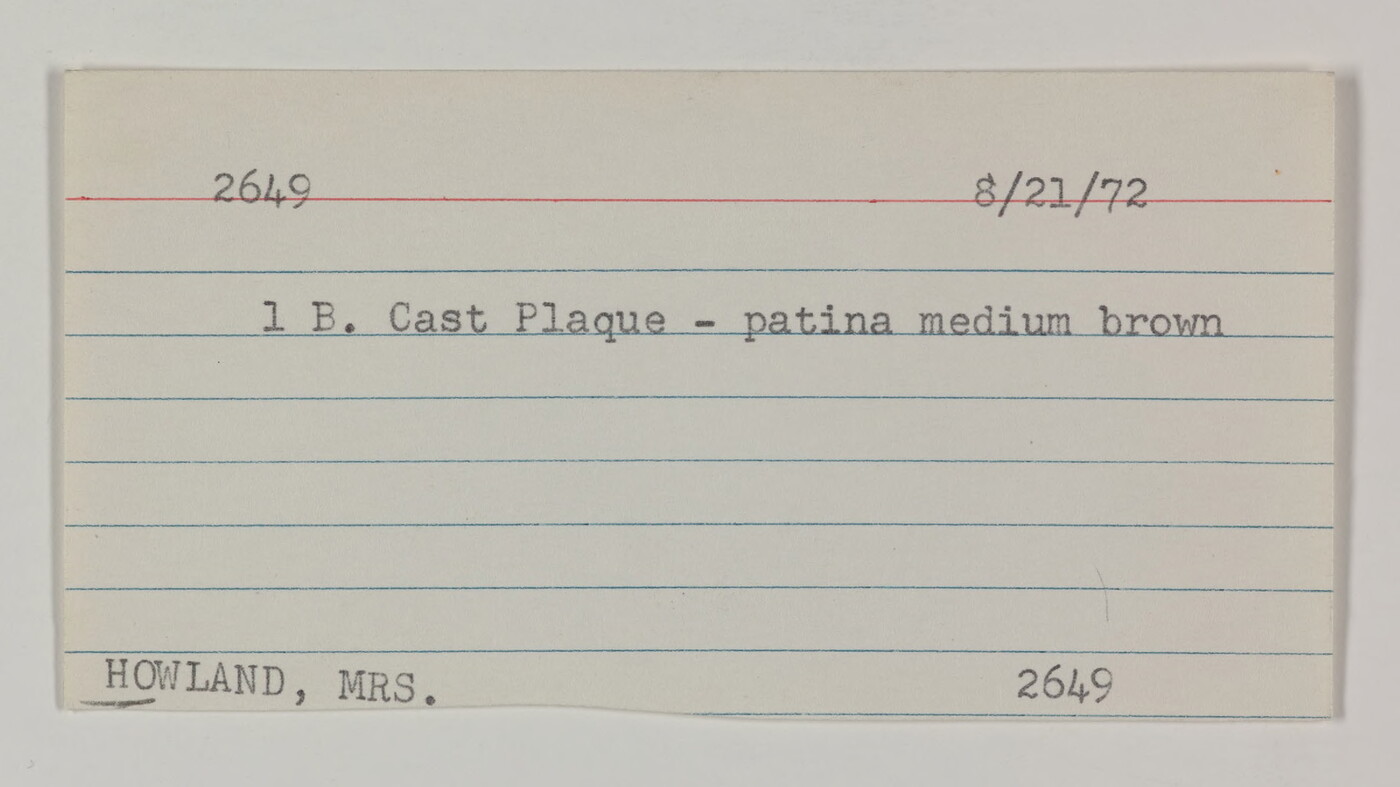 2649 8/21/72
1 B. Cast Plaque - patina medium brown
HOWLAND, MRS. 2649